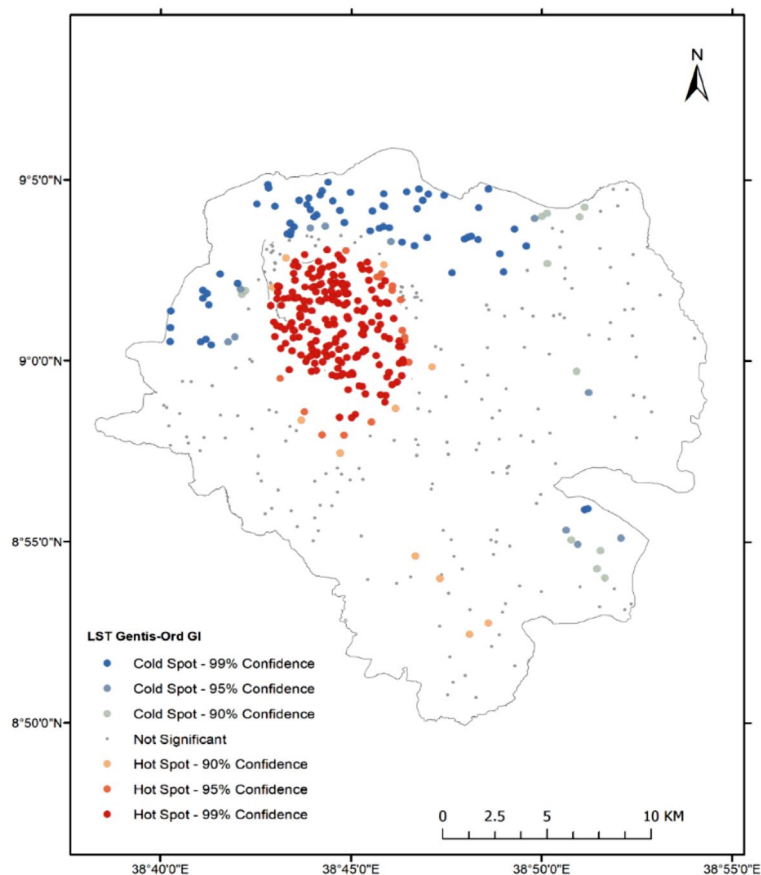 N
9°5'0"N
9°0'0"N
8°55'0"N
8°50'0"N
LST Gentis-Ord GI
Cold Spot - 99% Confidence
Cold Spot - 95% Confidence
Cold Spot - 90% Confidence
Not Significant
Hot Spot - 90% Confidence
Hot Spot - 95% Confidence
Hot Spot - 99% Confidence
0 2.5 5 10 KM
38°40'0"E 38°45'0"E 38°50'0"E 38°55'0"E